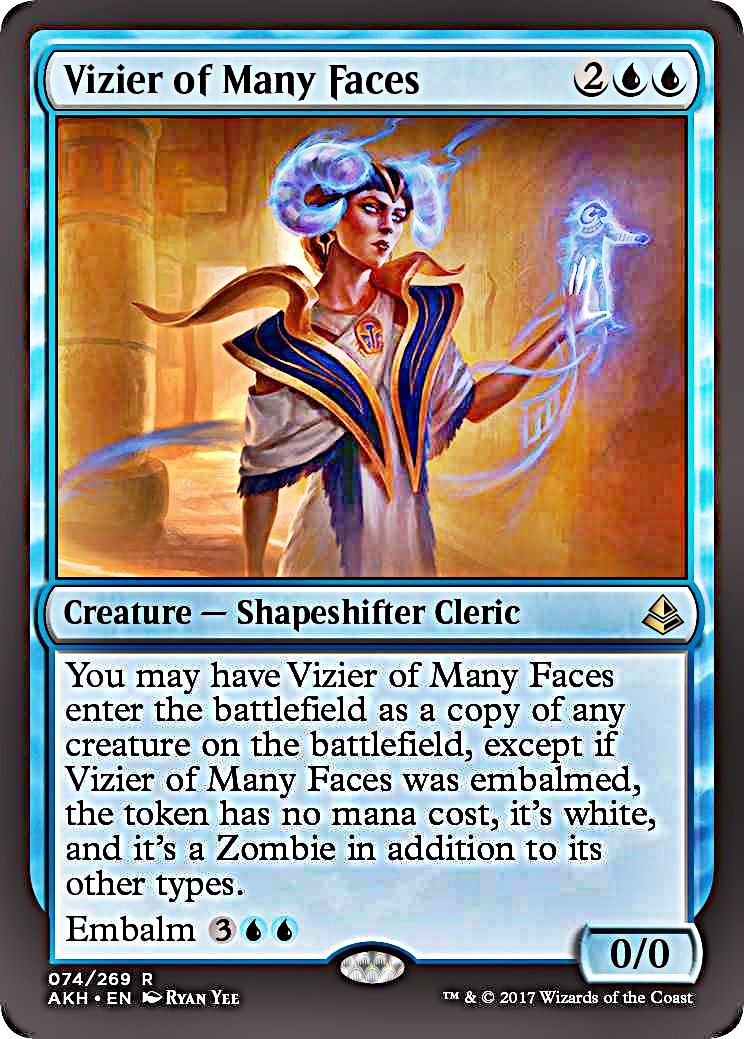 Vizier of Many Faces 2
Creature — Shapeshifter Cleric
You may have Vizier of Many Faces
enter the battlefield as a copy of any
creature on the battlefield, except if
Vizier of Many Faces was embalmed,
the token has no mana cost, it's white,
and it's a Zombie in addition to its
other types.
Embalm 3
0/0
074/269 R
AKH • EN Ryan Yee
™ & © 2017 Wizards of the Coast